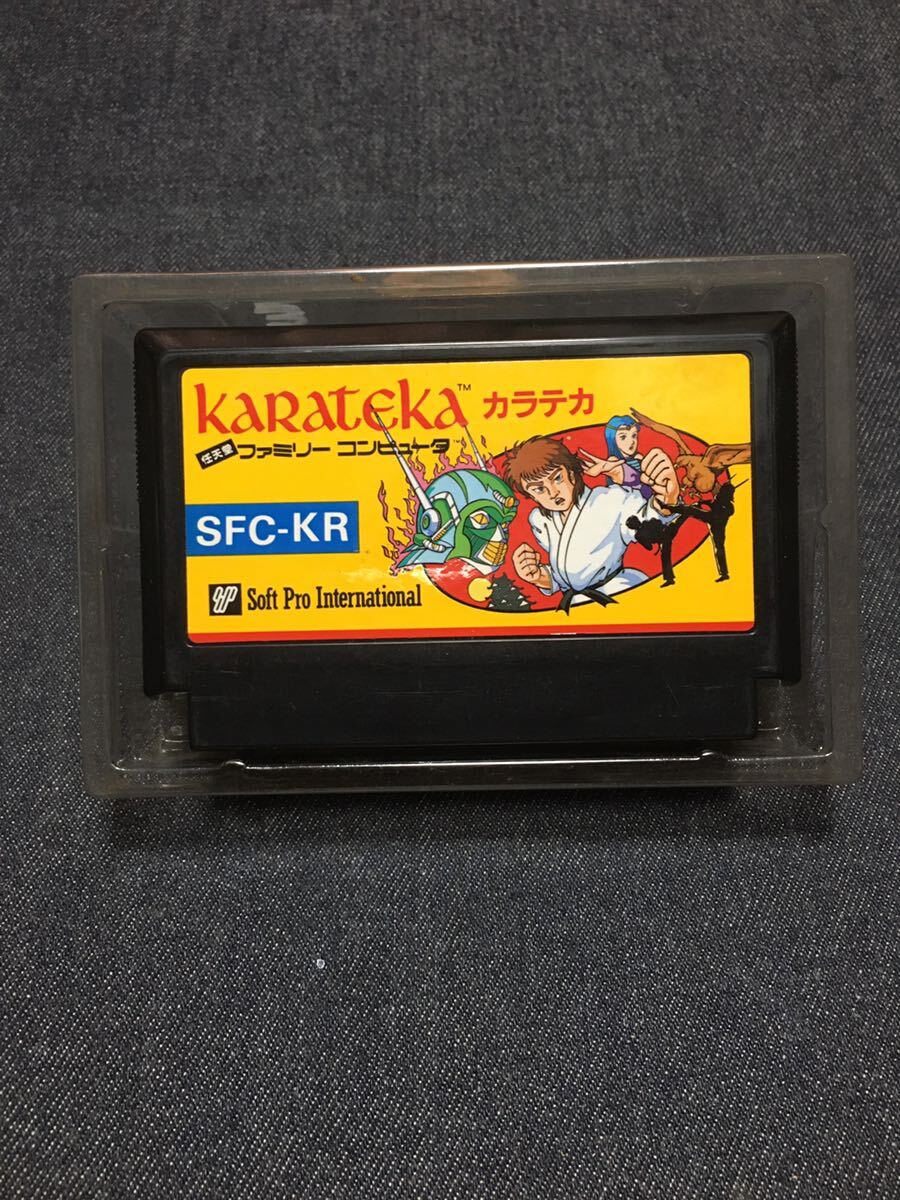 KARATEKA™ カラテカ
任天堂 ファミリー コンピュータ™
SFC-KR
Soft Pro International